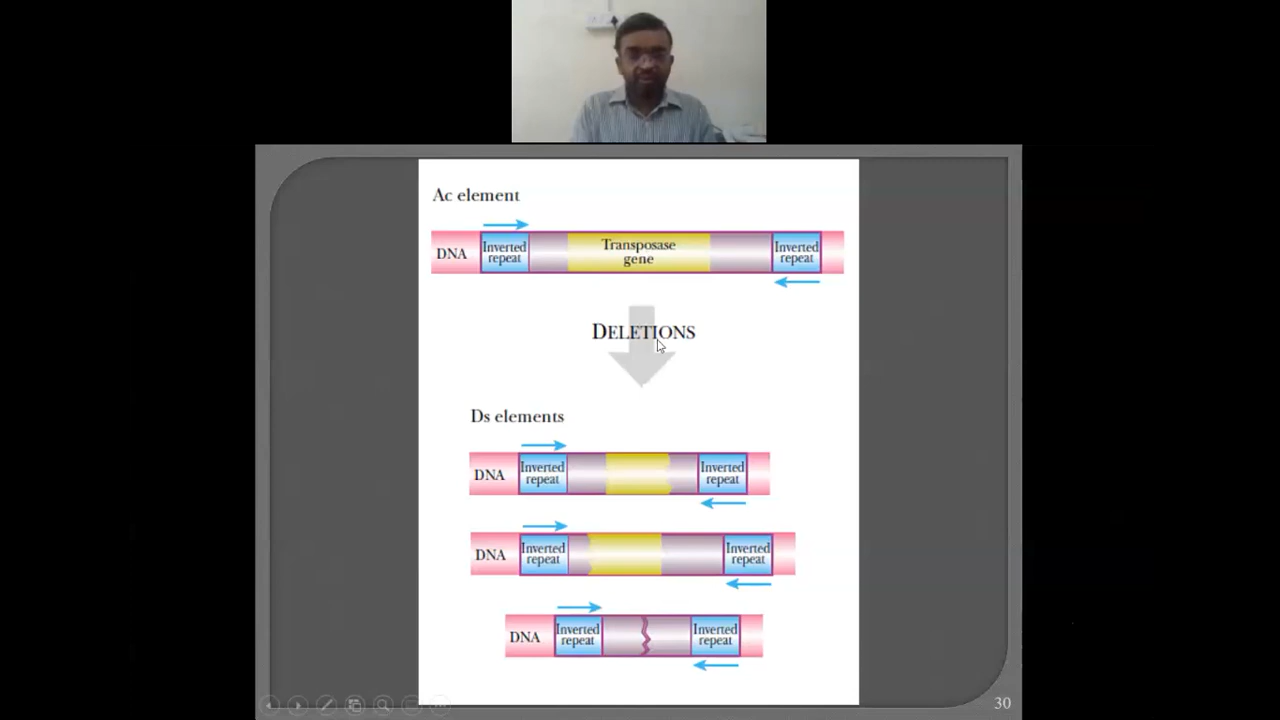 Ac element
DNA
Inverted
repeat
Transposase
gene
Inverted
repeat
DELETIONS
Ds elements
DNA
Inverted
repeat
Inverted
repeat
DNA
Inverted
repeat
Inverted
repeat
DNA
Inverted
repeat
Inverted
repeat
30